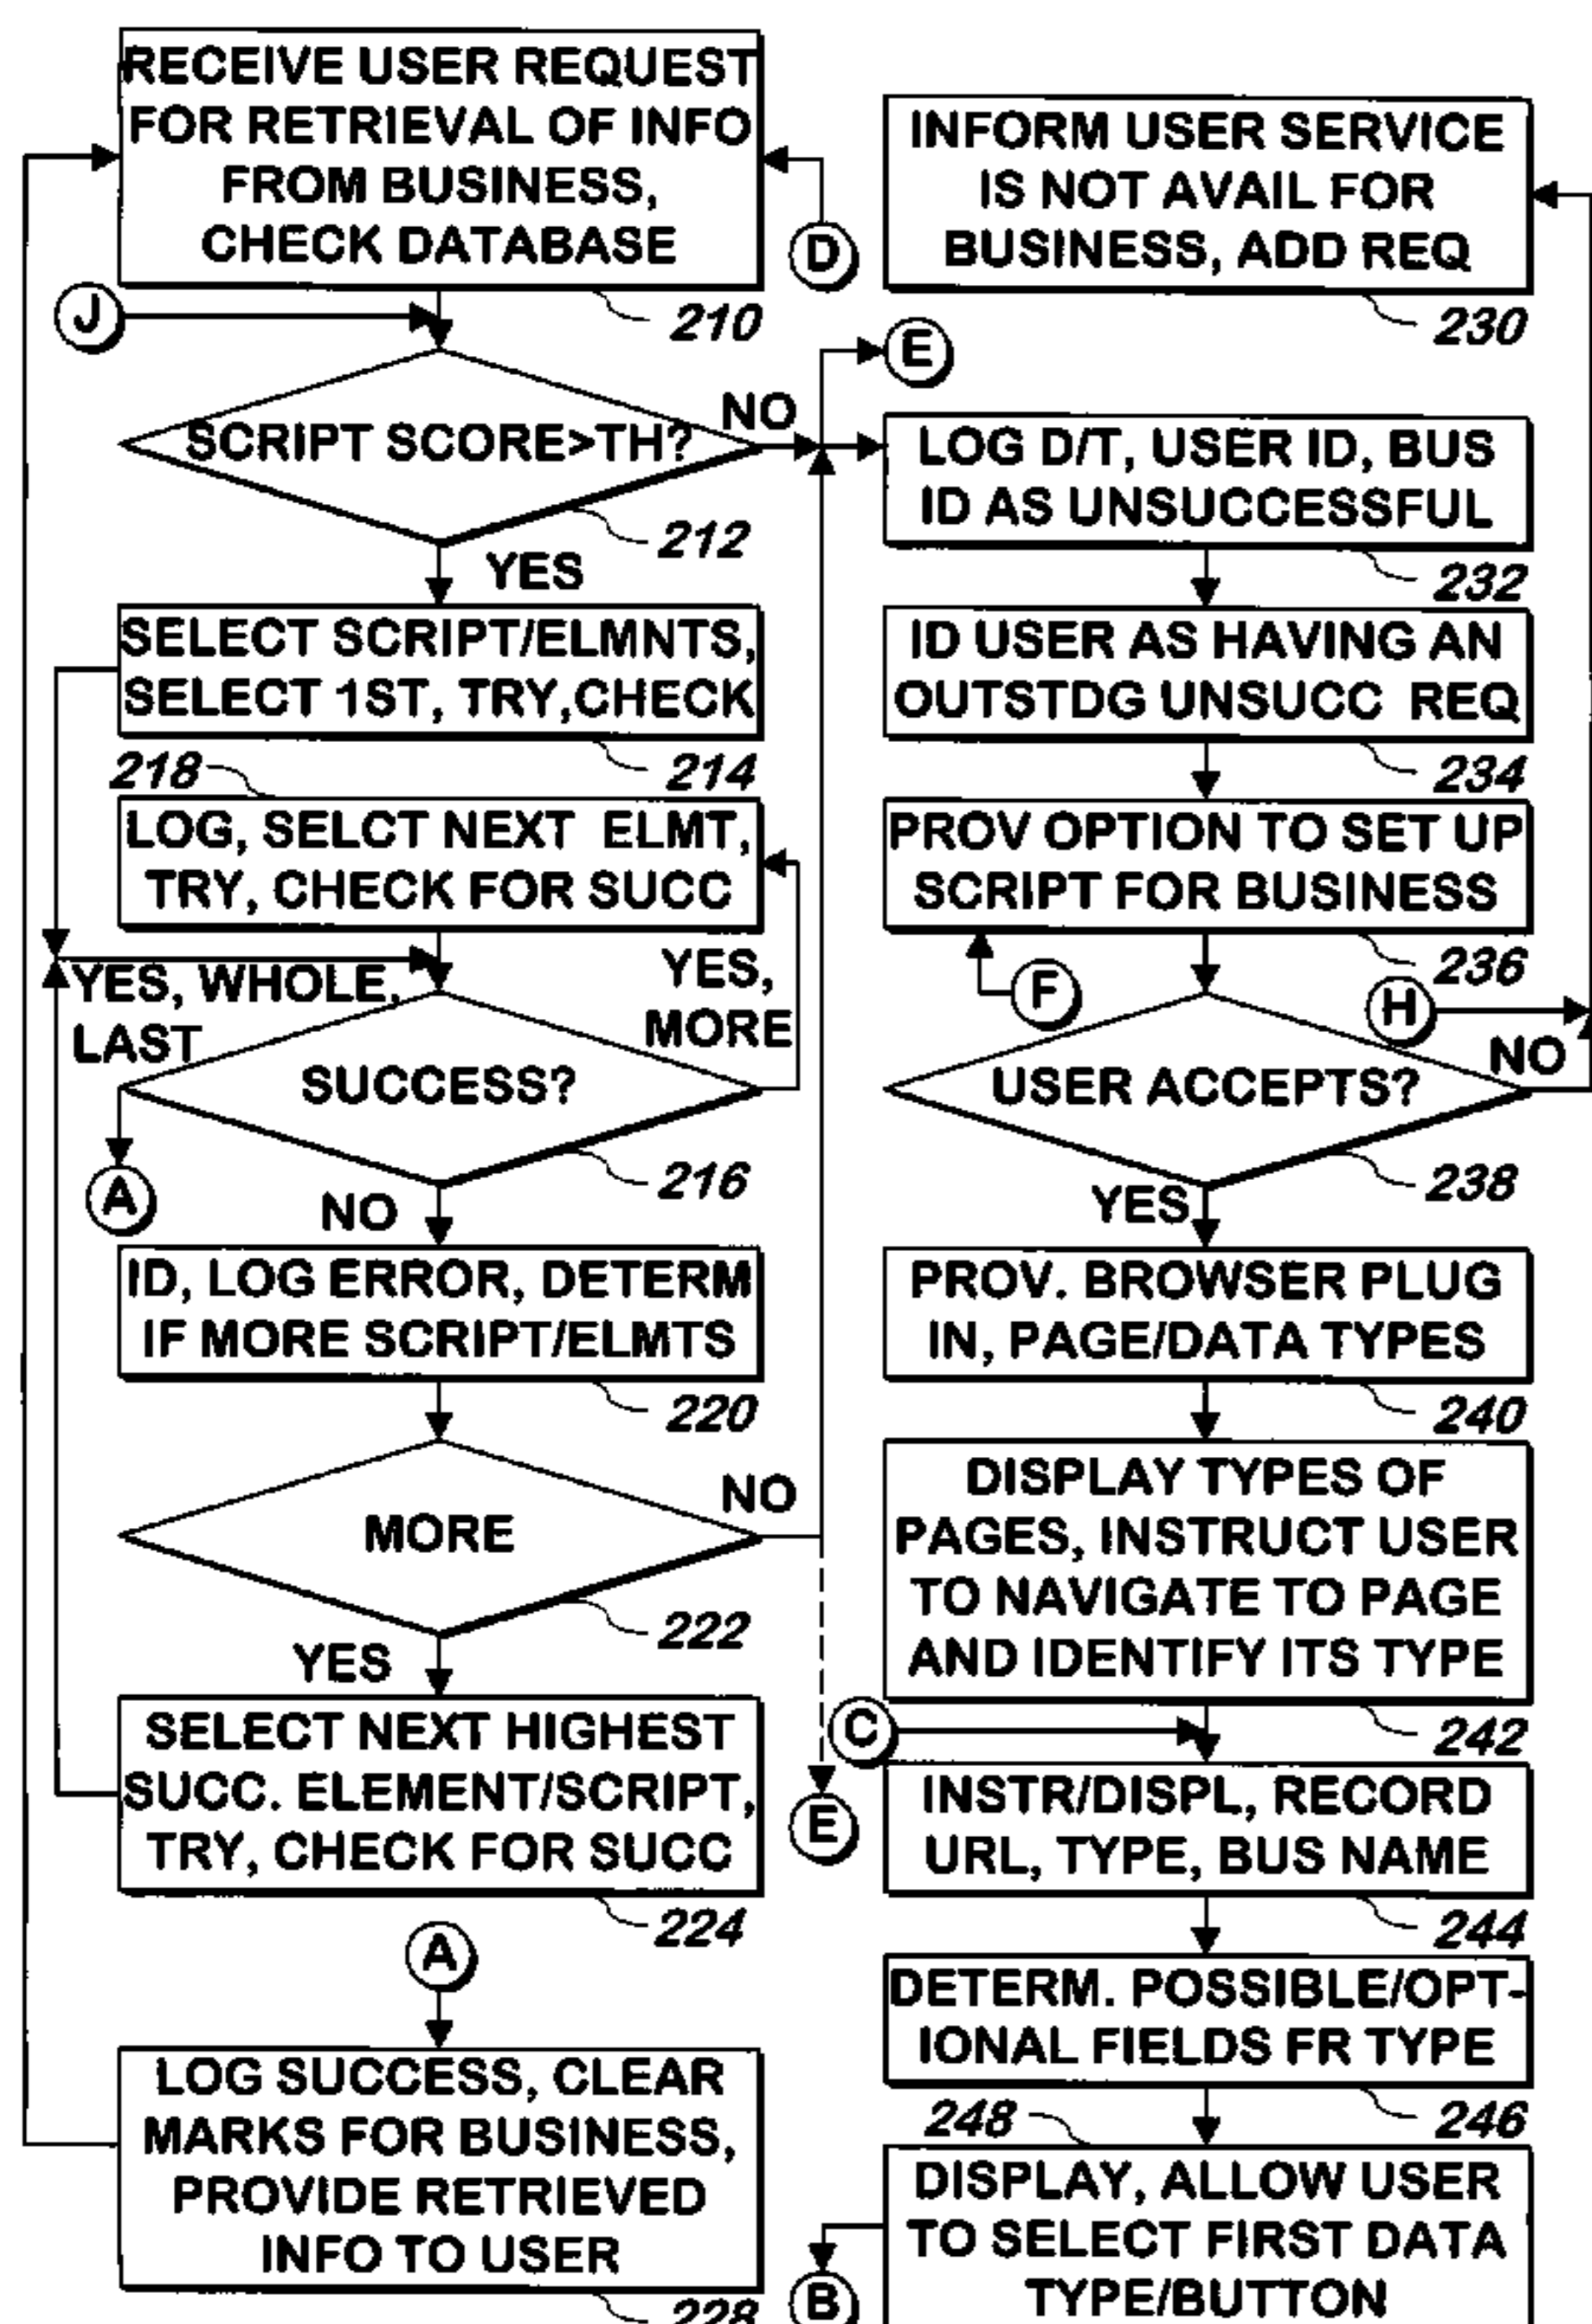 RECEIVE USER REQUEST
FOR RETRIEVAL OF INFO
FROM BUSINESS,
CHECK DATABASE
210
D
J
SCRIPT SCORE>TH?
NO
212
YES
SELECT SCRIPT/ELMNTS,
SELECT 1ST, TRY,CHECK
214
218
LOG, SELCT NEXT ELMT,
TRY, CHECK FOR SUCC
YES, WHOLE,
LAST
YES,
MORE
SUCCESS?
216
A
NO
ID, LOG ERROR, DETERM
IF MORE SCRIPT/ELMTS
220
MORE
NO
222
YES
SELECT NEXT HIGHEST
SUCC. ELEMENT/SCRIPT,
TRY, CHECK FOR SUCC
224
E
A
LOG SUCCESS, CLEAR
MARKS FOR BUSINESS,
PROVIDE RETRIEVED
INFO TO USER
228
INFORM USER SERVICE
IS NOT AVAIL FOR
BUSINESS, ADD REQ
230
E
LOG D/T, USER ID, BUS
ID AS UNSUCCESSFUL
232
ID USER AS HAVING AN
OUTSTDG UNSUCC REQ
234
PROV OPTION TO SET UP
SCRIPT FOR BUSINESS
236
F
H
NO
USER ACCEPTS?
238
YES
PROV. BROWSER PLUG
IN, PAGE/DATA TYPES
240
DISPLAY TYPES OF
PAGES, INSTRUCT USER
TO NAVIGATE TO PAGE
AND IDENTIFY ITS TYPE
242
C
INSTR/DISPL, RECORD
URL, TYPE, BUS NAME
244
DETERM. POSSIBLE/OPT-
IONAL FIELDS FR TYPE
246
248
DISPLAY, ALLOW USER
TO SELECT FIRST DATA
TYPE/BUTTON
B